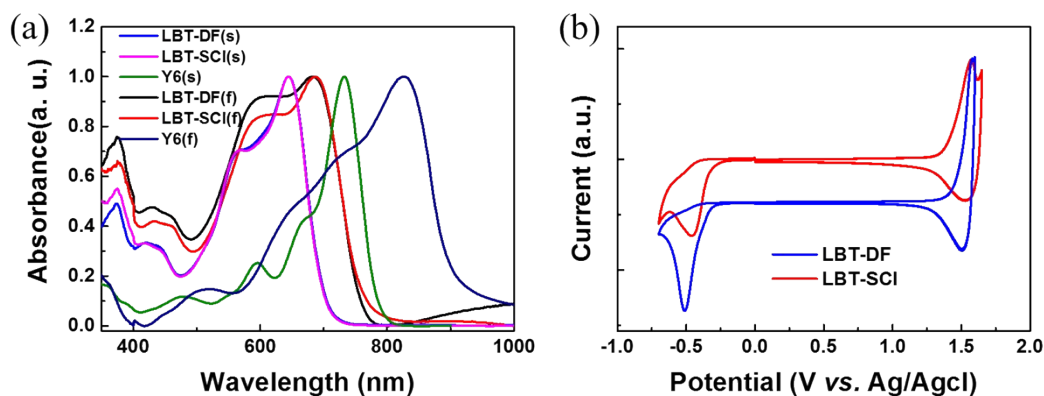 (a)
1.2
1.0
0.8
0.6
0.4
0.2
0.0
Absorbance(a. u.)
LBT-DF(s)
LBT-SCl(s)
Y6(s)
LBT-DF(f)
LBT-SCl(f)
Y6(f)
400 600 800 1000
Wavelength (nm)
(b)
Current (a.u.)
LBT-DF
LBT-SCl
-1.0 -0.5 0.0 0.5 1.0 1.5 2.0
Potential (V vs. Ag/Agcl)